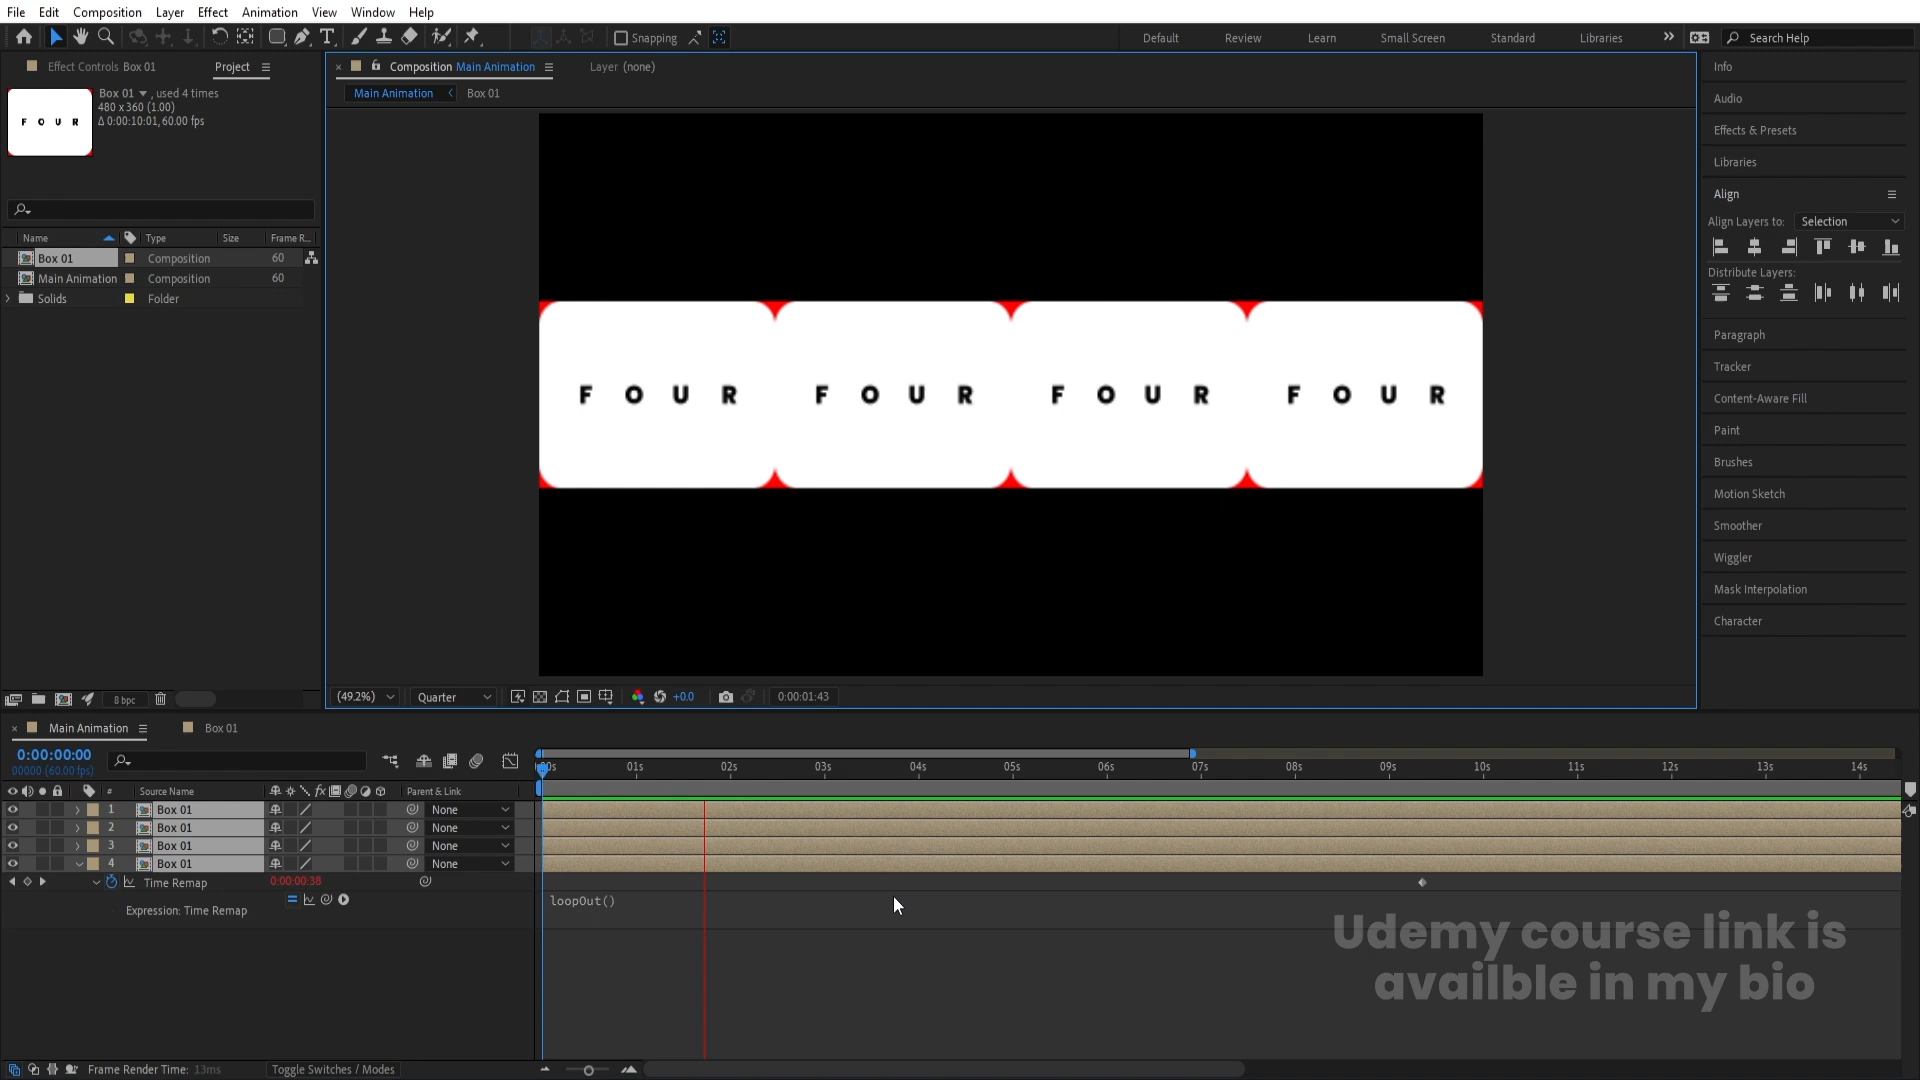 File Edit Composition Layer Effect Animation View Window Help
Snapping
Default Review Learn Small Screen Standard Libraries Search Help
Effect Controls Box 01 Project
Composition Main Animation Layer (none)
Main Animation Box 01
Box 01 , used 4 times
480 x 360 (1.00)
Δ 0:00:10:01, 60.00 fps
FOUR
Name Type Size Frame R...
Box 01 Composition 60
Main Animation Composition 60
Solids Folder
8 bpc
F O U R F O U R F O U R F O U R
(49.2%) Quarter +0.0 0:00:01:43
Info
Audio
Effects & Presets
Libraries
Align
Align Layers to: Selection
Distribute Layers:
Paragraph
Tracker
Content-Aware Fill
Paint
Brushes
Motion Sketch
Smoother
Wiggler
Mask Interpolation
Character
Main Animation Box 01
0:00:00:00
00000 (60.00 fps)
:00s 01s 02s 03s 04s 05s 06s 07s 08s 09s 10s 11s 12s 13s 14s
# Source Name fx Parent & Link
1 Box 01 None
2 Box 01 None
3 Box 01 None
4 Box 01 None
Time Remap 0:00:00:38
Expression: Time Remap loopOut()
Udemy course link is
availble in my bio
Frame Render Time: 13ms Toggle Switches / Modes